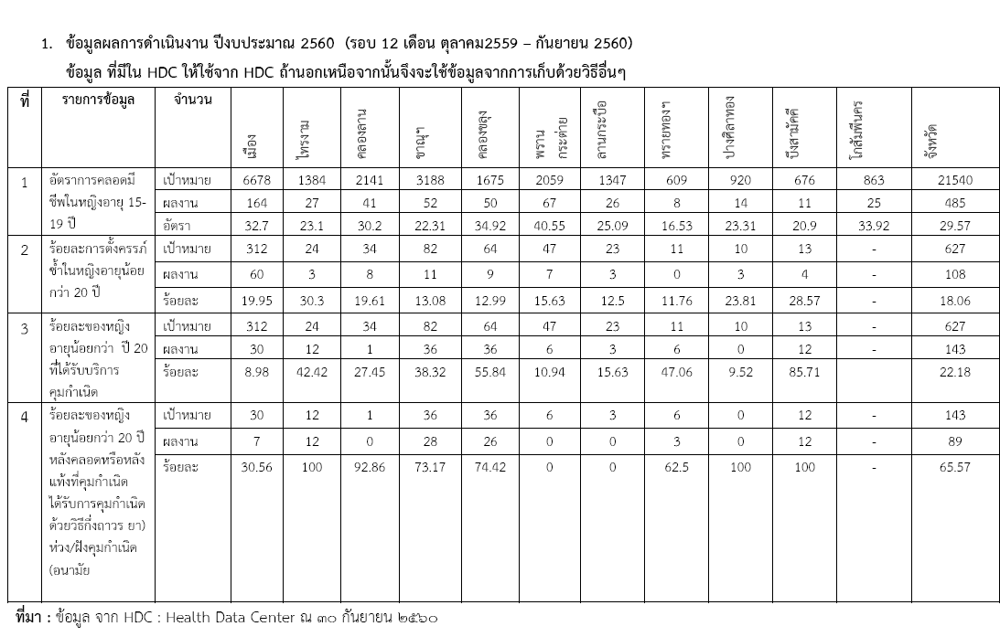 1. ข้อมูลผลการดำเนินงาน ปีงบประมาณ 2560 (รอบ 12 เดือน ตุลาคม2559 – กันยายน 2560)
ข้อมูล ที่มีใน HDC ให้ใช้จาก HDC ถ้านอกเหนือจากนั้นจึงจะใช้ข้อมูลจากการเก็บด้วยวิธีอื่นๆ
ที่ รายการข้อมูล จำนวน เมือง ไทรงาม คลองลาน ขาณุฯ คลองขลุง พรานกระต่าย ลานกระบือ ทรายทองฯ ปางศิลาทอง บึงสามัคคี โกสัมพีนคร จังหวัด
1 อัตราการคลอดมี เป้าหมาย 6678 1384 2141 3188 1675 2059 1347 609 920 676 863 21540
ชีพในหญิงอายุ 15- ผลงาน 164 27 41 52 50 67 26 8 14 11 25 485
19 ปี อัตรา 32.7 23.1 30.2 22.31 34.92 40.55 25.09 16.53 23.31 20.9 33.92 29.57
2 ร้อยละการตั้งครรภ์ เป้าหมาย 312 24 34 82 64 47 23 11 10 13 - 627
ซ้ำในหญิงอายุน้อย ผลงาน 60 3 8 11 9 7 3 0 3 4 - 108
กว่า 20 ปี ร้อยละ 19.95 30.3 19.61 13.08 12.99 15.63 12.5 11.76 23.81 28.57 - 18.06
3 ร้อยละของหญิง เป้าหมาย 312 24 34 82 64 47 23 11 10 13 - 627
อายุน้อยกว่า ปี 20 ผลงาน 30 12 1 36 36 6 3 6 0 12 - 143
ที่ได้รับบริการ ร้อยละ 8.98 42.42 27.45 38.32 55.84 10.94 15.63 47.06 9.52 85.71 22.18
คุมกำเนิด
4 ร้อยละของหญิง เป้าหมาย 30 12 1 36 36 6 3 6 0 12 - 143
อายุน้อยกว่า 20 ปี ผลงาน 7 12 0 28 26 0 0 3 0 12 - 89
หลังคลอดหรือหลัง ร้อยละ 30.56 100 92.86 73.17 74.42 0 0 62.5 100 100 - 65.57
แท้งที่คุมกำเนิด
ได้รับการคุมกำเนิด
ด้วยวิธีกึ่งถาวร ยา)
ห่วง/ฝังคุมกำเนิด
(อนามัย
ที่มา : ข้อมูล จาก HDC : Health Data Center ณ ๓๐ กันยายน ๒๕๖๐